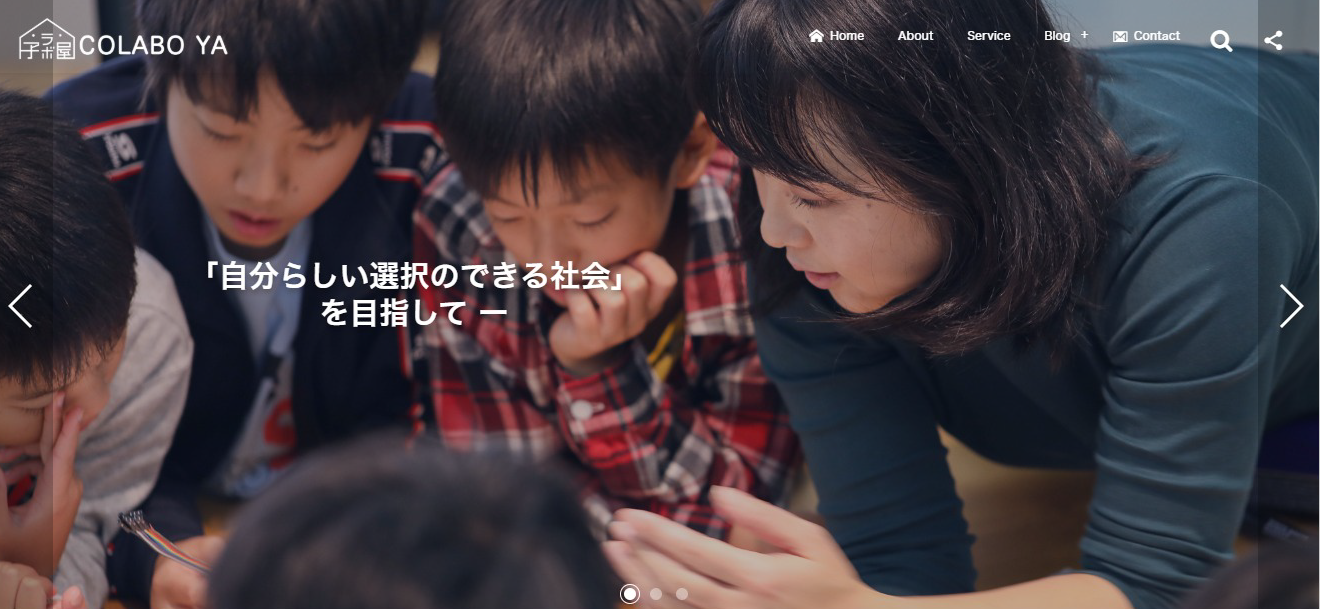 子ラボ屋 COLABO YA
Home About Service Blog + Contact
「自分らしい選択のできる社会」
を目指して ー